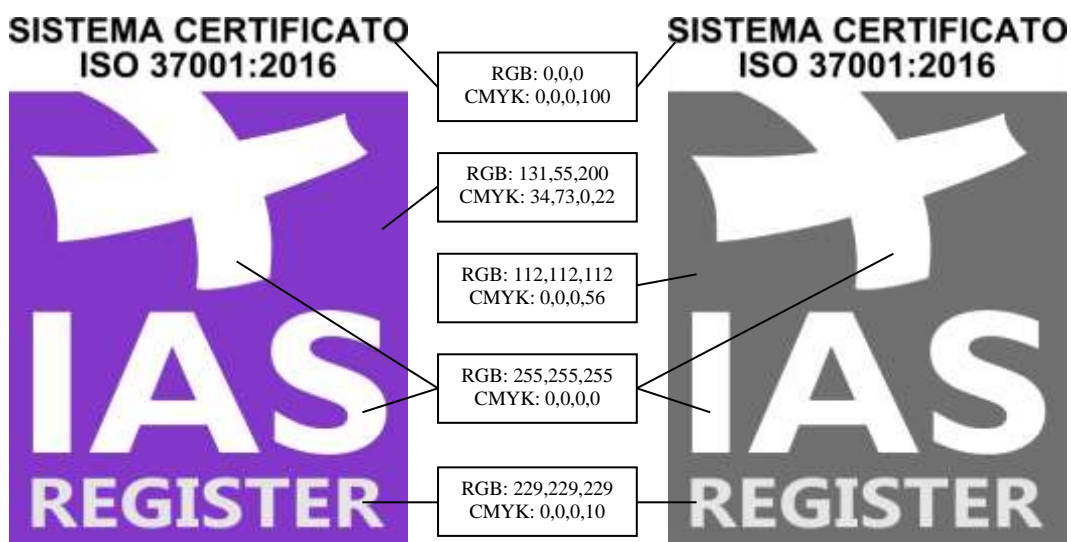 SISTEMA CERTIFICATO
ISO 37001:2016
IAS
REGISTER
RGB: 0,0,0
CMYK: 0,0,0,100
RGB: 131,55,200
CMYK: 34,73,0,22
RGB: 112,112,112
CMYK: 0,0,0,56
RGB: 255,255,255
CMYK: 0,0,0,0
RGB: 229,229,229
CMYK: 0,0,0,10
SISTEMA CERTIFICATO
ISO 37001:2016
IAS
REGISTER